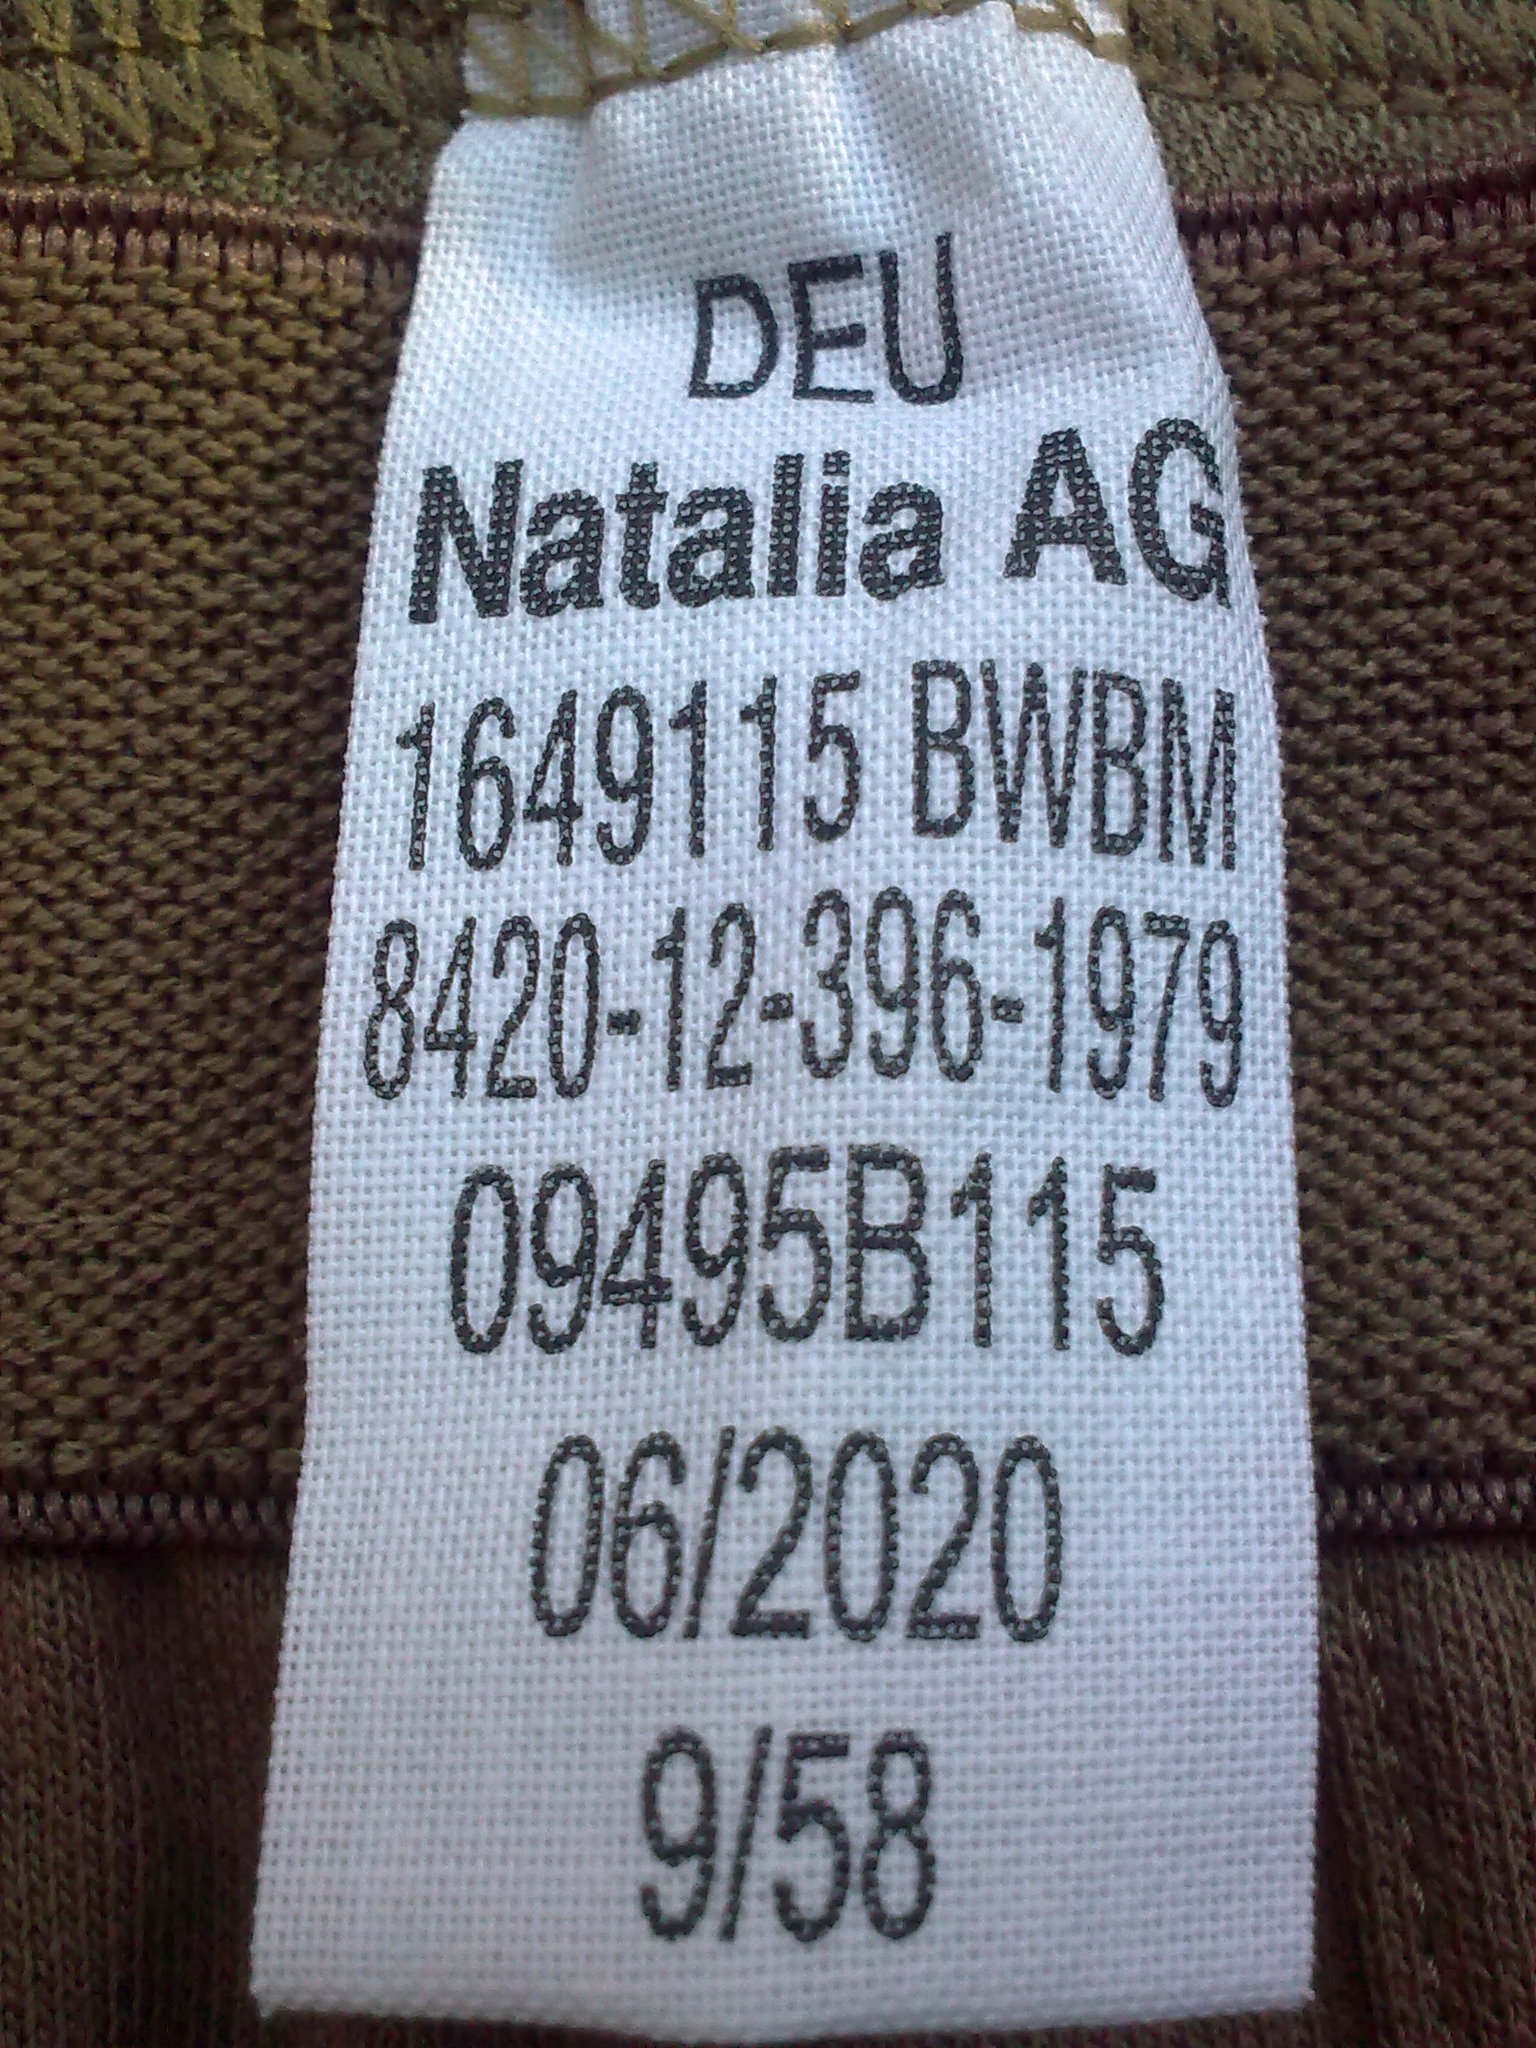 DEU
Natalia AG
1649115 BWBM
8420-12-396-1979
09495B115
06/2020
9/58